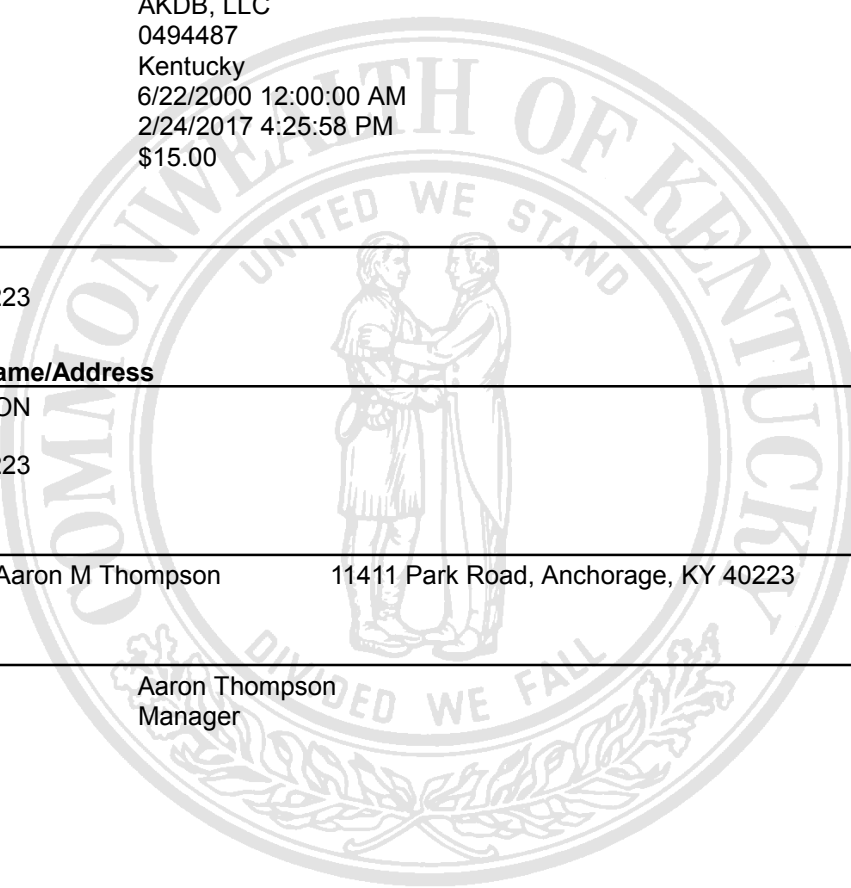 AKDB, LLC
0494487
Kentucky
6/22/2000 12:00:00 AM
2/24/2017 4:25:58 PM
$15.00
COMMONWEALTH OF KENTUCKY
UNITED WE STAND
223
ame/Address
ON
223
Aaron M Thompson 11411 Park Road, Anchorage, KY 40223
DIVIDED WE FALL
Aaron Thompson
Manager